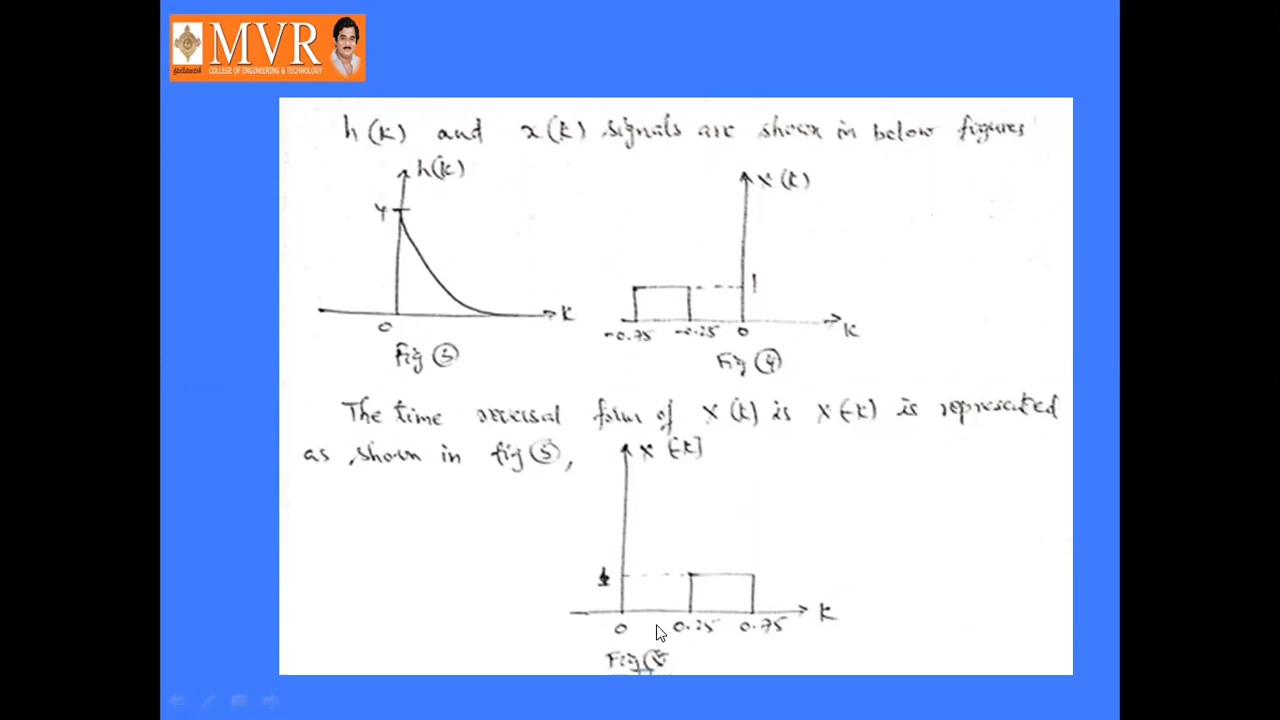 MVR
COLLEGE OF ENGINEERING & TECHNOLOGY
h(k) and x(k) signals are shown in below figures
h(k)
4
0
k
Fig (3)
x(k)
1
-0.75 -0.25 0
k
Fig (4)
The time reversal form of x(k) is x(-k) is represented
as shown in fig (5),
x[-k]
1
0 0.25 0.75
k
Fig (5)